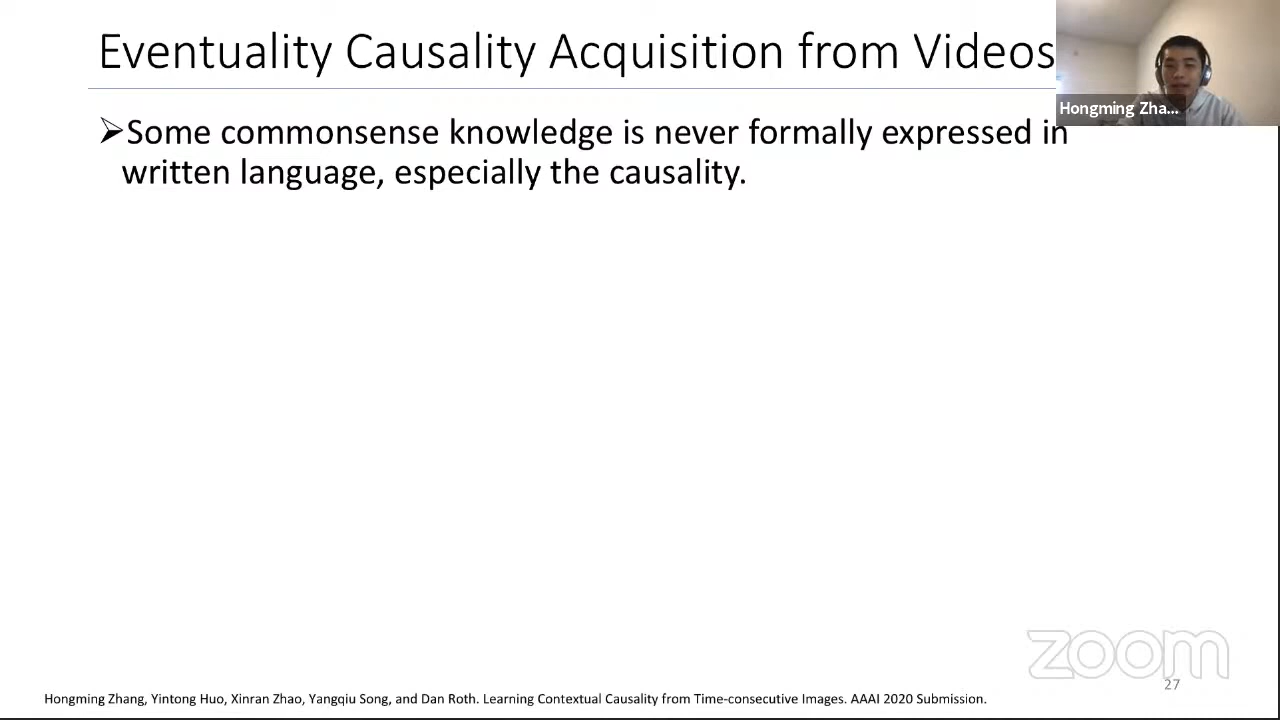 Eventuality Causality Acquisition from Videos
Hongming Zha...
➢Some commonsense knowledge is never formally expressed in
written language, especially the causality.
zoom
27
Hongming Zhang, Yintong Huo, Xinran Zhao, Yangqiu Song, and Dan Roth. Learning Contextual Causality from Time-consecutive Images. AAAI 2020 Submission.